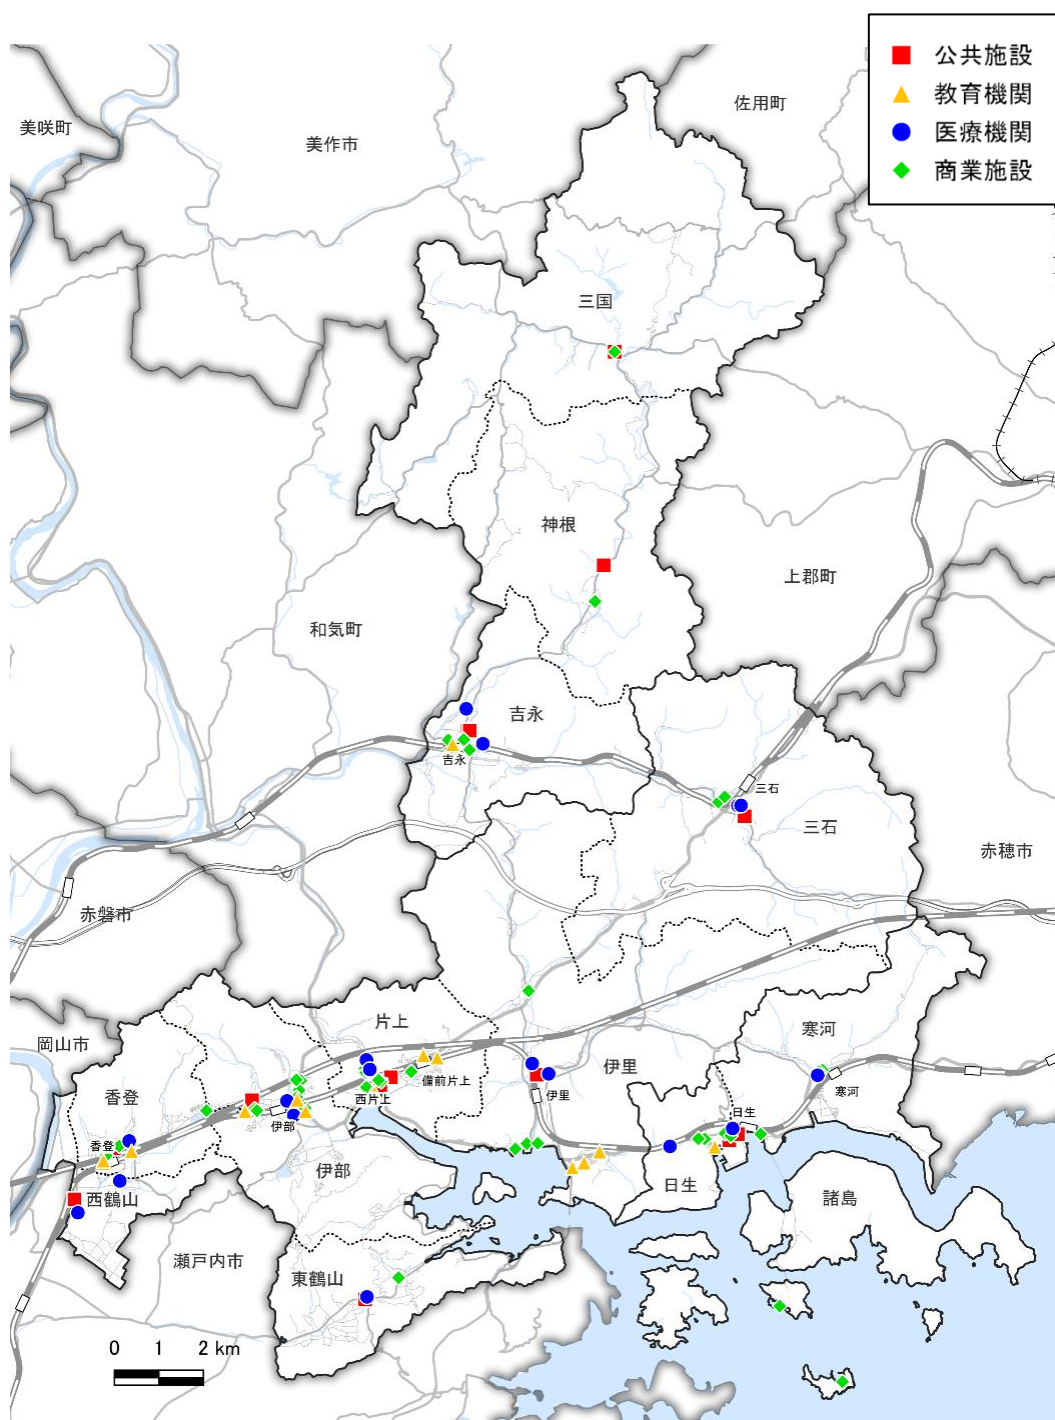 公共施設
教育機関
医療機関
商業施設
佐用町
美咲町
美作市
三国
神根
上郡町
和気町
吉永
吉永
三石
三石
赤穂市
赤磐市
片上
寒河
岡山市
伊里
備前片上
香登
西片上
伊里
寒河
日生
伊部
香登
伊部
日生
西鶴山
諸島
瀬戸内市
東鶴山
0 1 2 km